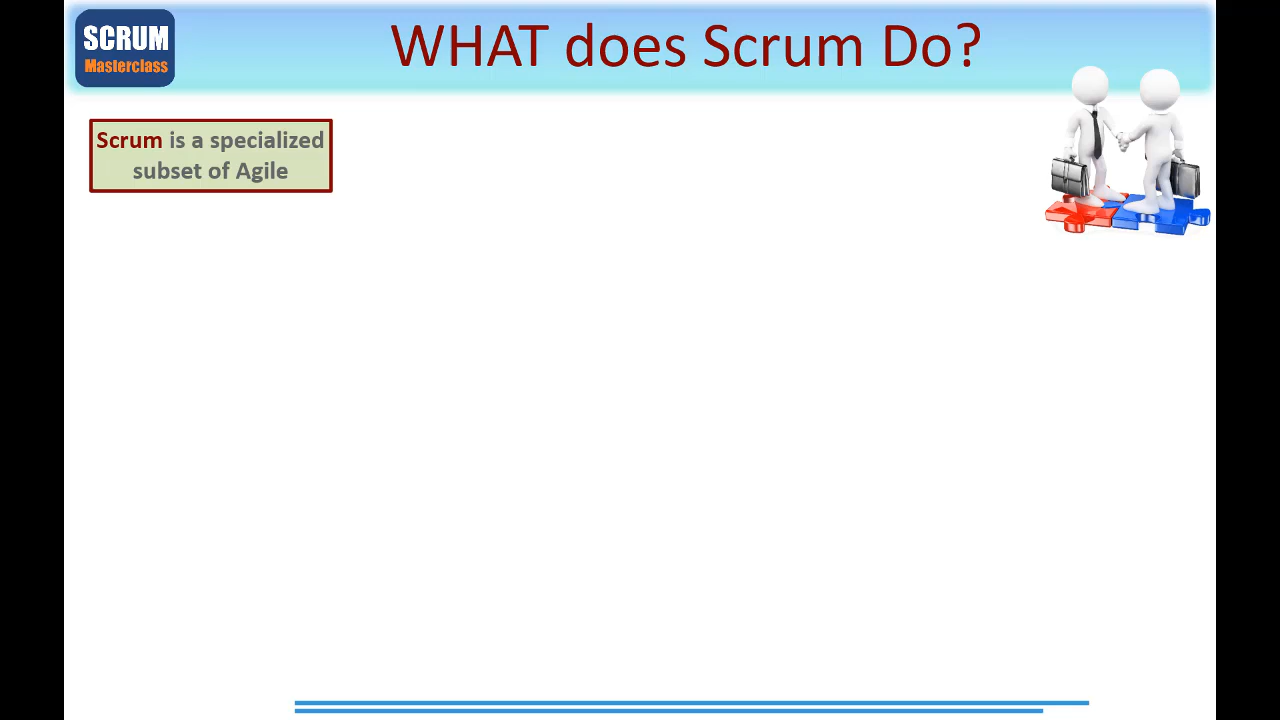 SCRUM
Masterclass
WHAT does Scrum Do?
Scrum is a specialized
subset of Agile